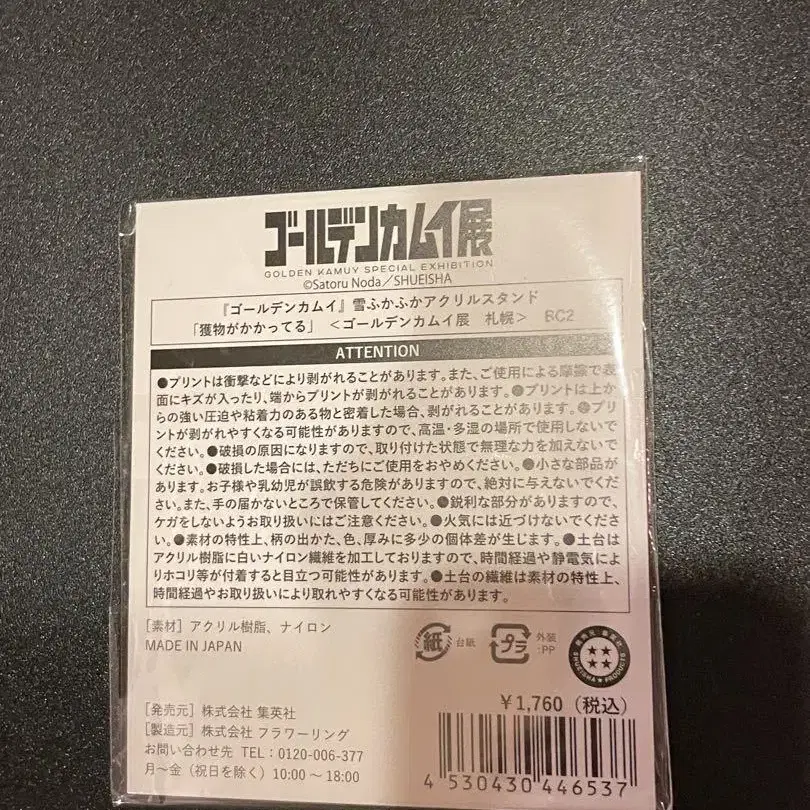 ゴールデンカムイ展
GOLDEN KAMUY SPECIAL EXHIBITION
©Satoru Noda／SHUEISHA
『ゴールデンカムイ』雪ふかふかアクリルスタンド
「獲物がかかってる」 <ゴールデンカムイ展 札幌> BC2
ATTENTION
●プリントは衝撃などにより剥がれることがあります。また、ご使用による摩擦で表
面にキズが入ったり、端からプリントが剥がれることがあります。●プリントは上か
らの強い圧迫や粘着力のある物と密着した場合、剥がれることがあります。●プリ
ントが剥がれやすくなる可能性がありますので、高温・多湿の場所で使用しないで
ください。●破損の原因になりますので、取り付けた状態で無理な力を加えないで
ください。●破損した場合には、ただちにご使用をおやめください。●小さな部品が
あります。お子様や乳幼児が誤飲する危険がありますので、絶対に与えないでくだ
さい。また、手の届かないところで保管してください。●鋭利な部分がありますので、
ケガをしないようお取り扱いにはご注意ください。●火気には近づけないでくださ
い。●素材の特性上、柄の出かた、色、厚みに多少の個体差が生じます。●土台は
アクリル樹脂に白いナイロン繊維を加工しておりますので、時間経過や静電気によ
りホコリ等が付着すると目立つ可能性があります。●土台の繊維は素材の特性上、
時間経過やお取り扱いにより取れやすくなる可能性があります。
［素材］アクリル樹脂、ナイロン
MADE IN JAPAN
紙 台紙
プラ 外装:PP
集英社
SHUEISHA PRODUCTS
¥1,760（税込）
［発売元］株式会社 集英社
［製造元］株式会社 フラワーリング
お問い合わせ先 TEL：0120-006-377
月～金（祝日を除く）10:00～18:00
4 530430 446537